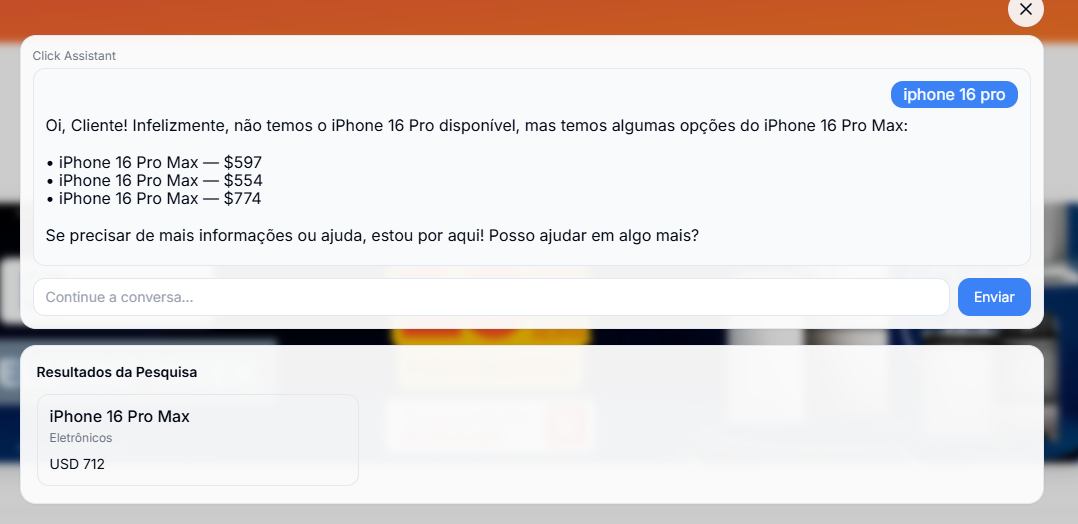 Click Assistant
iphone 16 pro
Oi, Cliente! Infelizmente, não temos o iPhone 16 Pro disponível, mas temos algumas opções do iPhone 16 Pro Max:
• iPhone 16 Pro Max — $597
• iPhone 16 Pro Max — $554
• iPhone 16 Pro Max — $774
Se precisar de mais informações ou ajuda, estou por aqui! Posso ajudar em algo mais?
Continue a conversa...
Enviar
Resultados da Pesquisa
iPhone 16 Pro Max
Eletrônicos
USD 712